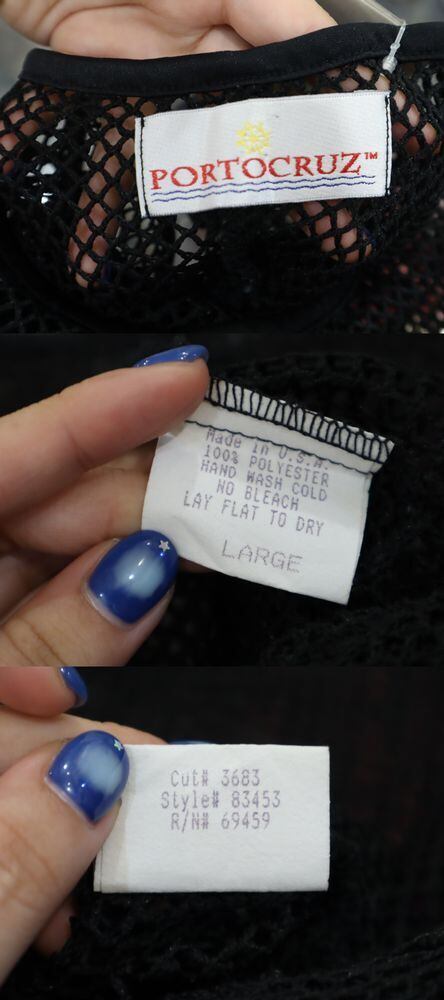 PORTOCRUZ™
Made in U.S.A.
100% POLYESTER
HAND WASH COLD
NO BLEACH
LAY FLAT TO DRY
LARGE
Cut# 3683
Style# 83453
R/N# 69459